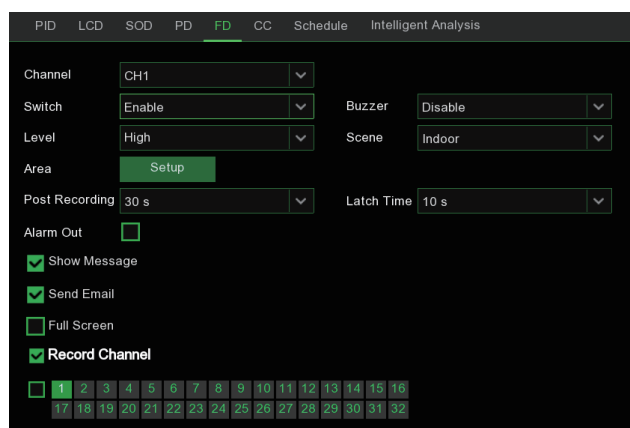 PID LCD SOD PD FD CC Schedule Intelligent Analysis
Channel CH1
Switch Enable Buzzer Disable
Level High Scene Indoor
Area Setup
Post Recording 30 s Latch Time 10 s
Alarm Out
Show Message
Send Email
Full Screen
Record Channel
1 2 3 4 5 6 7 8 9 10 11 12 13 14 15 16
17 18 19 20 21 22 23 24 25 26 27 28 29 30 31 32